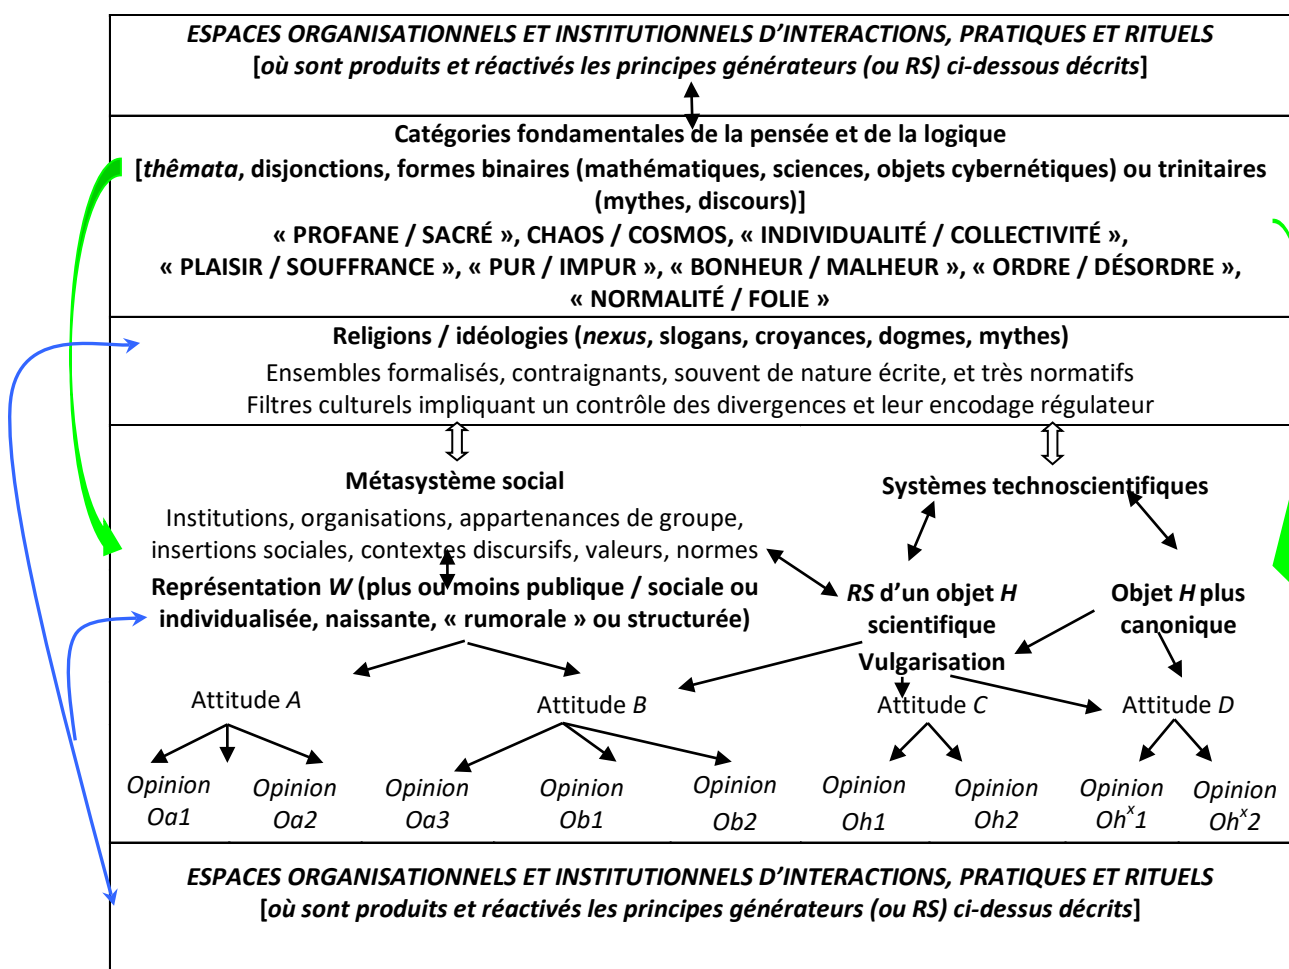 ESPACES ORGANISATIONNELS ET INSTITUTIONNELS D'INTERACTIONS, PRATIQUES ET RITUELS
[où sont produits et réactivés les principes générateurs (ou RS) ci-dessous décrits]
Catégories fondamentales de la pensée et de la logique
[thêmata, disjonctions, formes binaires (mathématiques, sciences, objets cybernétiques) ou trinitaires
(mythes, discours)]
« PROFANE / SACRÉ », CHAOS / COSMOS, « INDIVIDUALITÉ / COLLECTIVITÉ »,
« PLAISIR / SOUFFRANCE », « PUR / IMPUR », « BONHEUR / MALHEUR », « ORDRE / DÉSORDRE »,
« NORMALITÉ / FOLIE »
Religions / idéologies (nexus, slogans, croyances, dogmes, mythes)
Ensembles formalisés, contraignants, souvent de nature écrite, et très normatifs
Filtres culturels impliquant un contrôle des divergences et leur encodage régulateur
Métasystème social
Institutions, organisations, appartenances de groupe,
insertions sociales, contextes discursifs, valeurs, normes
Représentation W (plus ou moins publique / sociale ou
individualisée, naissante, « rumorale » ou structurée)
Systèmes technoscientifiques
RS d'un objet H
scientifique
Vulgarisation
Objet H plus
canonique
Attitude A
Attitude B
Attitude C
Attitude D
Opinion
Oa1
Opinion
Oa2
Opinion
Oa3
Opinion
Ob1
Opinion
Ob2
Opinion
Oh1
Opinion
Oh2
Opinion
Ohˣ1
Opinion
Ohˣ2
ESPACES ORGANISATIONNELS ET INSTITUTIONNELS D'INTERACTIONS, PRATIQUES ET RITUELS
[où sont produits et réactivés les principes générateurs (ou RS) ci-dessus décrits]